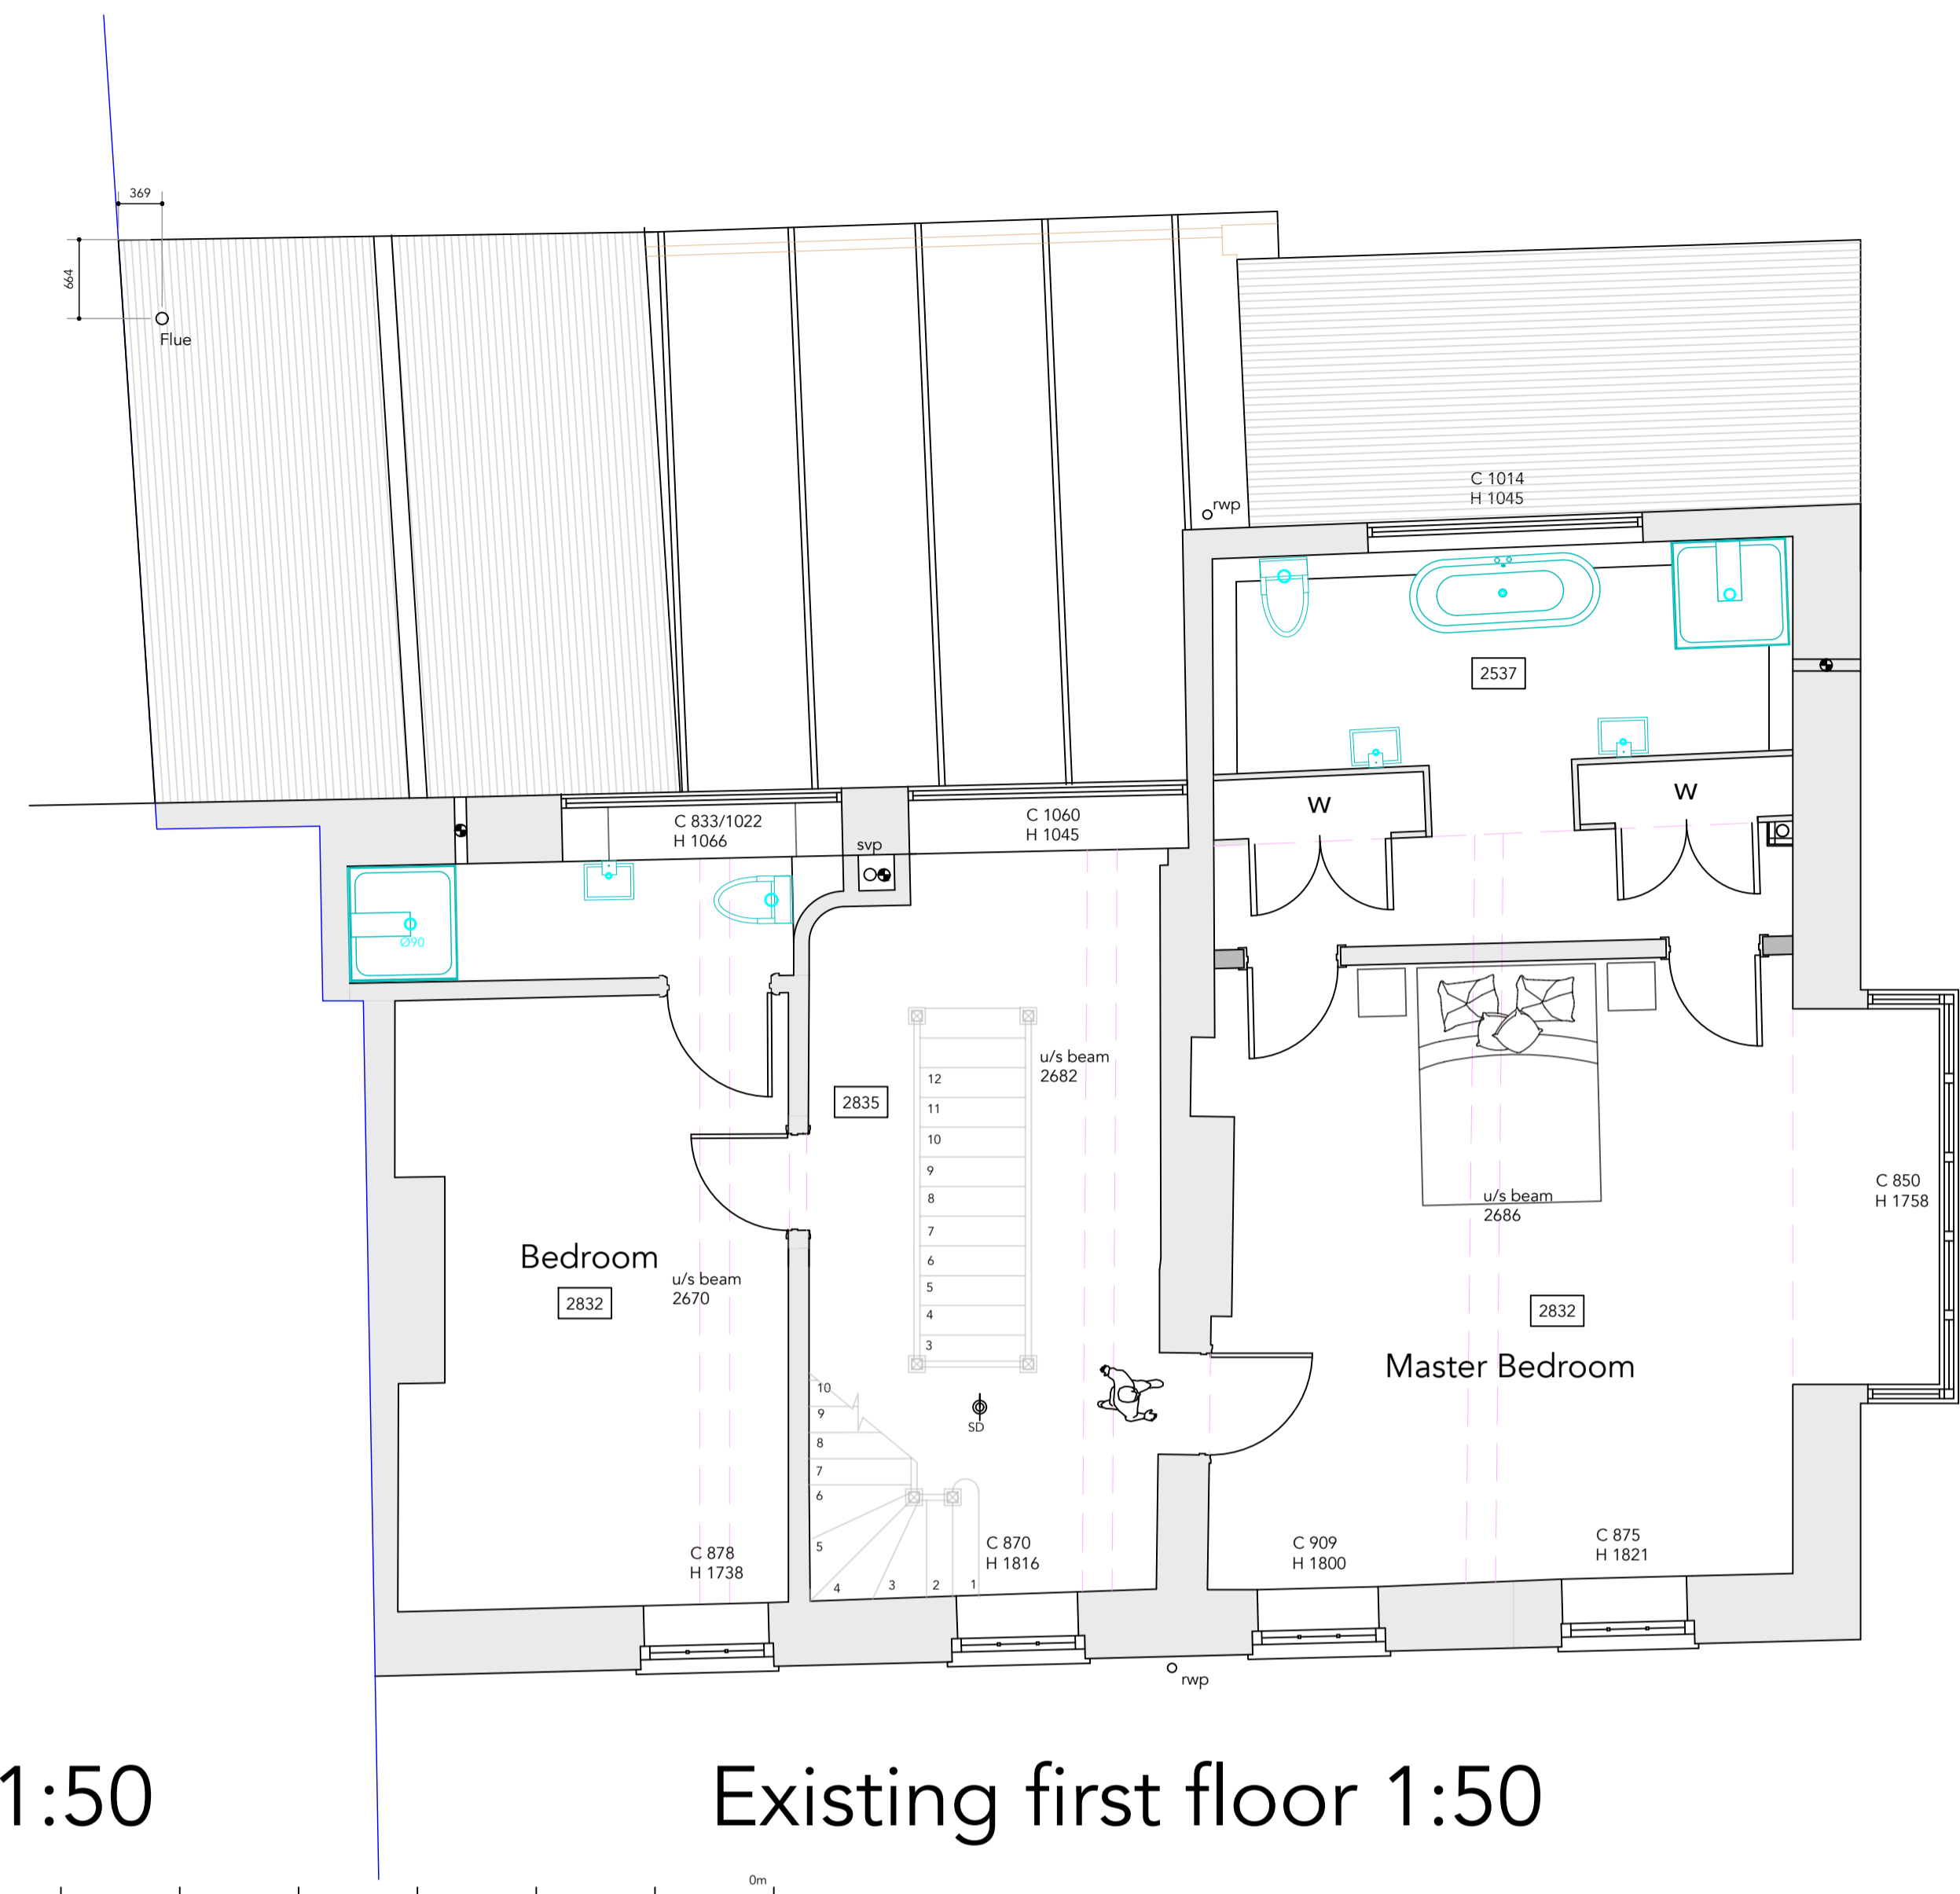 369
664
Flue
C 1014
H 1045
rwp
2537
C 833/1022
H 1066
C 1060
H 1045
svp
W
W
Ø90
u/s beam
2682
2835
12
11
10
9
8
7
6
5
4
3
C 850
H 1758
u/s beam
2686
Bedroom
2832
u/s beam
2670
2832
Master Bedroom
10
9
8
7
6
5
4
3
2
1
SD
C 878
H 1738
C 870
H 1816
C 909
H 1800
C 875
H 1821
rwp
1:50
Existing first floor 1:50
0m